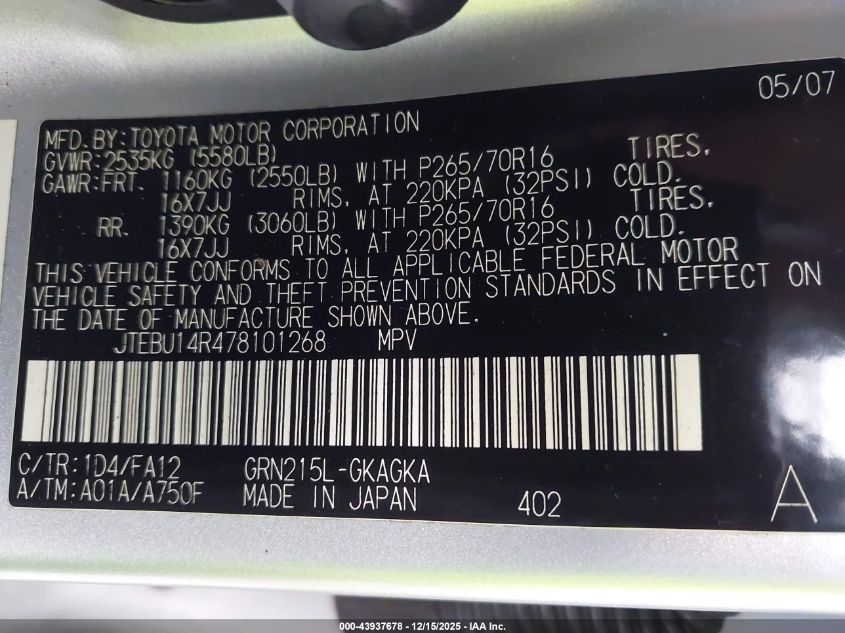 05/07
MFD.BY:TOYOTA MOTOR CORPORATION
GVWR:2535KG (5580LB)
GAWR:FRT. 1160KG (2550LB) WITH P265/70R16 TIRES,
16X7JJ RIMS, AT 220KPA (32PSI) COLD.
RR. 1390KG (3060LB) WITH P265/70R16 TIRES,
16X7JJ RIMS, AT 220KPA (32PSI) COLD.
THIS VEHICLE CONFORMS TO ALL APPLICABLE FEDERAL MOTOR
VEHICLE SAFETY AND THEFT PREVENTION STANDARDS IN EFFECT ON
THE DATE OF MANUFACTURE SHOWN ABOVE.
JTEBU14R478101268 MPV
C/TR:1D4/FA12 GRN215L-GKAGKA
A/TM:A01A/A750F MADE IN JAPAN 402 A
000-43937678 - 12/15/2025 - IAA Inc.